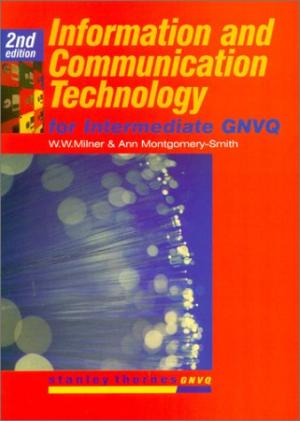 2nd
edition
Information and
Communication
Technology
for Intermediate GNVQ
W.W.Milner & Ann Montgomery-Smith
stanley thornes GNVQ